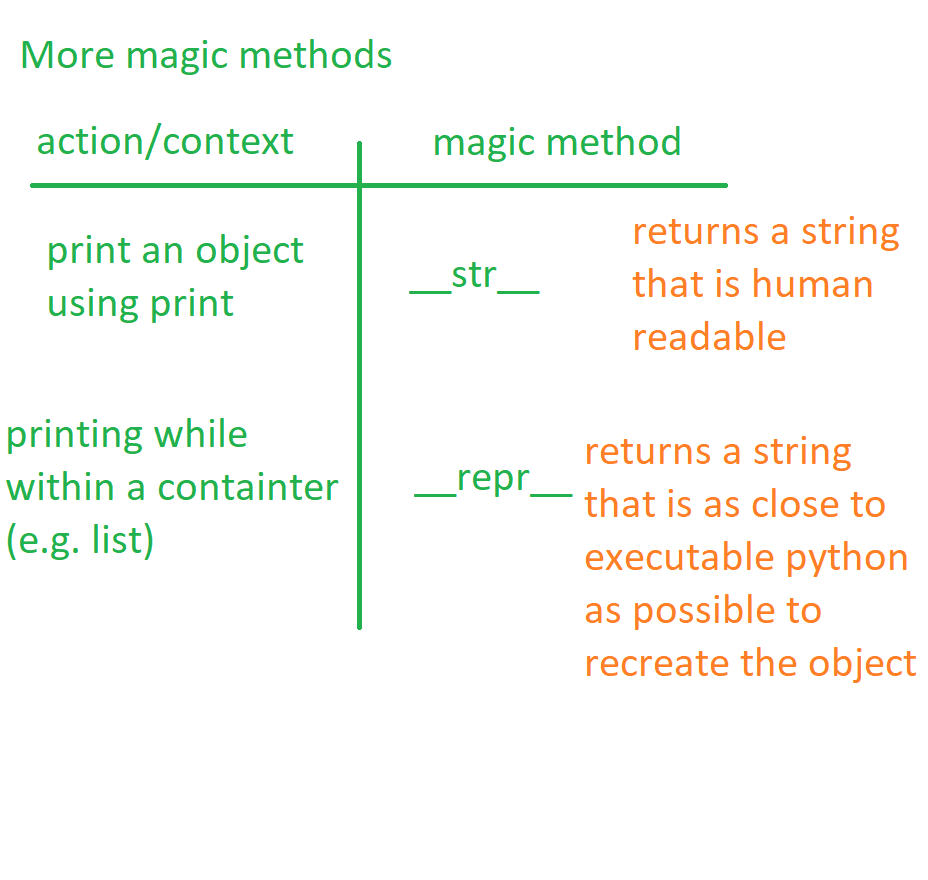 More magic methods
action/context
magic method
print an object
using print
__str__
returns a string
that is human
readable
printing while
within a containter
(e.g. list)
__repr__
returns a string
that is as close to
executable python
as possible to
recreate the object